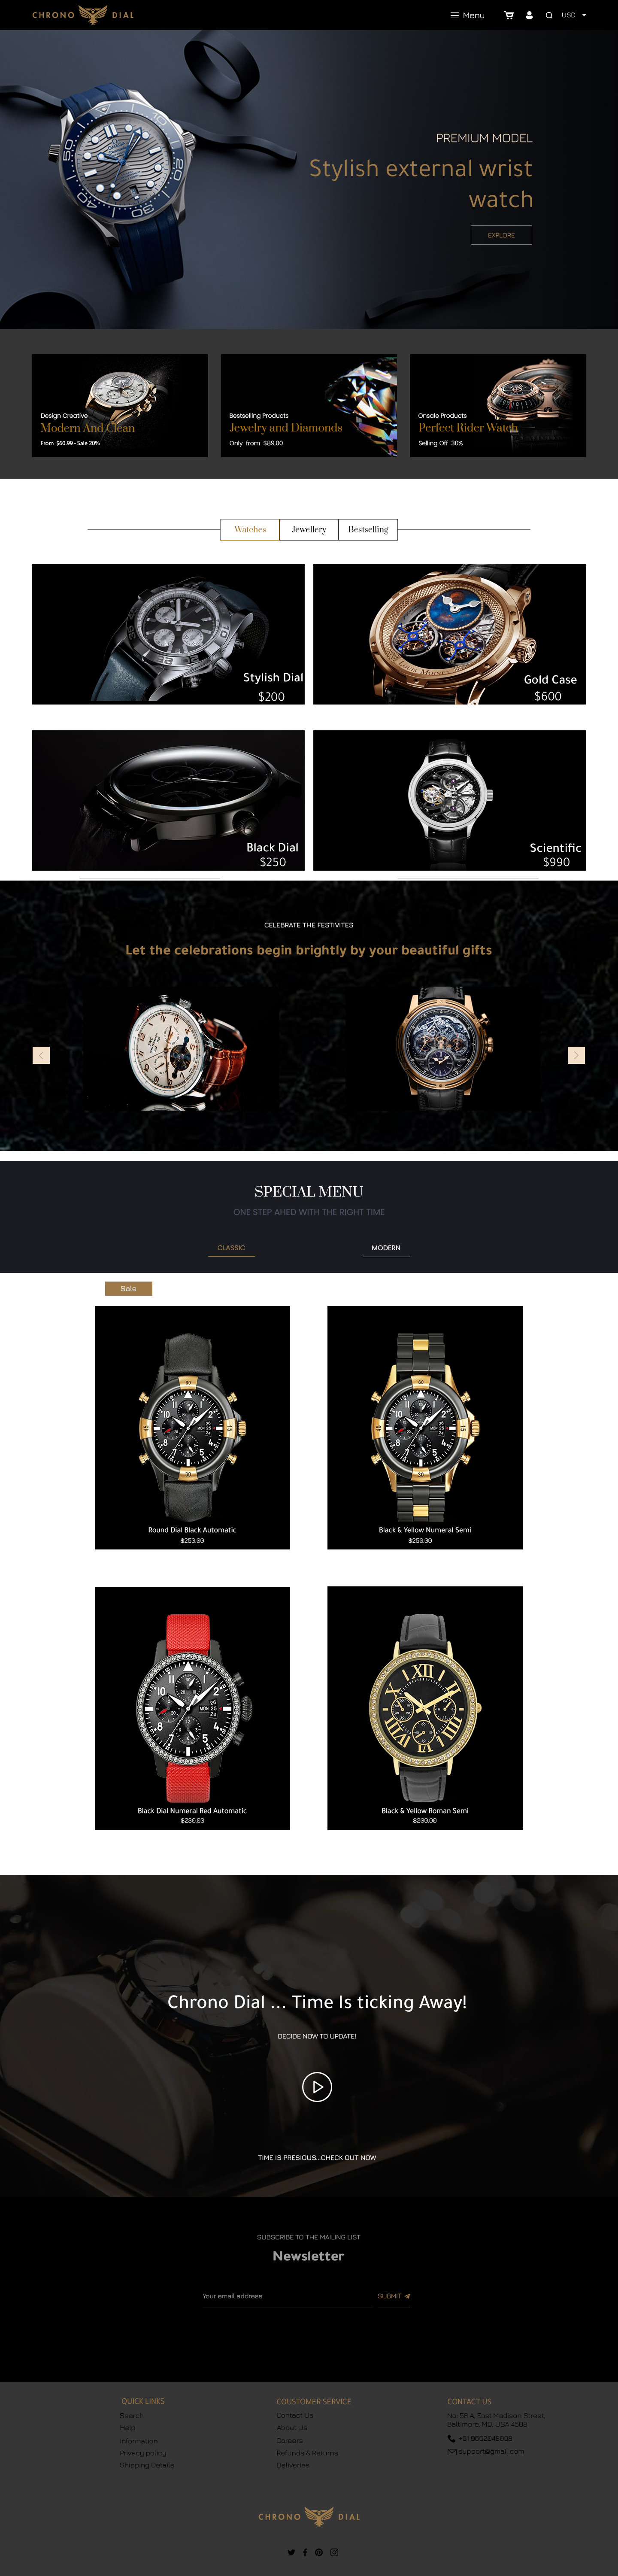 CHRONO DIAL
Menu
USD
PREMIUM MODEL
Stylish external wrist
watch
EXPLORE
Design Creative
Modern And Clean
From $60.99 - Sale 20%
Bestselling Products
Jewelry and Diamonds
Only from $89.00
Onsale Products
Perfect Rider Watch
Selling Off 30%
Watches
Jewellery
Bestselling
Stylish Dial
$200
Gold Case
$600
Black Dial
$250
Scientific
$990
CELEBRATE THE FESTIVITES
Let the celebrations begin brightly by your beautiful gifts
SPECIAL MENU
ONE STEP AHED WITH THE RIGHT TIME
CLASSIC
MODERN
Sale
Round Dial Black Automatic
$250.00
Black & Yellow Numeral Semi
$250.00
Black Dial Numeral Red Automatic
$230.00
Black & Yellow Roman Semi
$200.00
Chrono Dial ... Time Is ticking Away!
DECIDE NOW TO UPDATE!
TIME IS PRESIOUS...CHECK OUT NOW
SUBSCRIBE TO THE MAILING LIST
Newsletter
Your email address
SUBMIT
QUICK LINKS
Search
Help
Information
Privacy policy
Shipping Details
COUSTOMER SERVICE
Contact Us
About Us
Careers
Refunds & Returns
Deliveries
CONTACT US
No: 58 A, East Madison Street,
Baltimore, MD, USA 4508
support@gmail.com
CHRONO DIAL